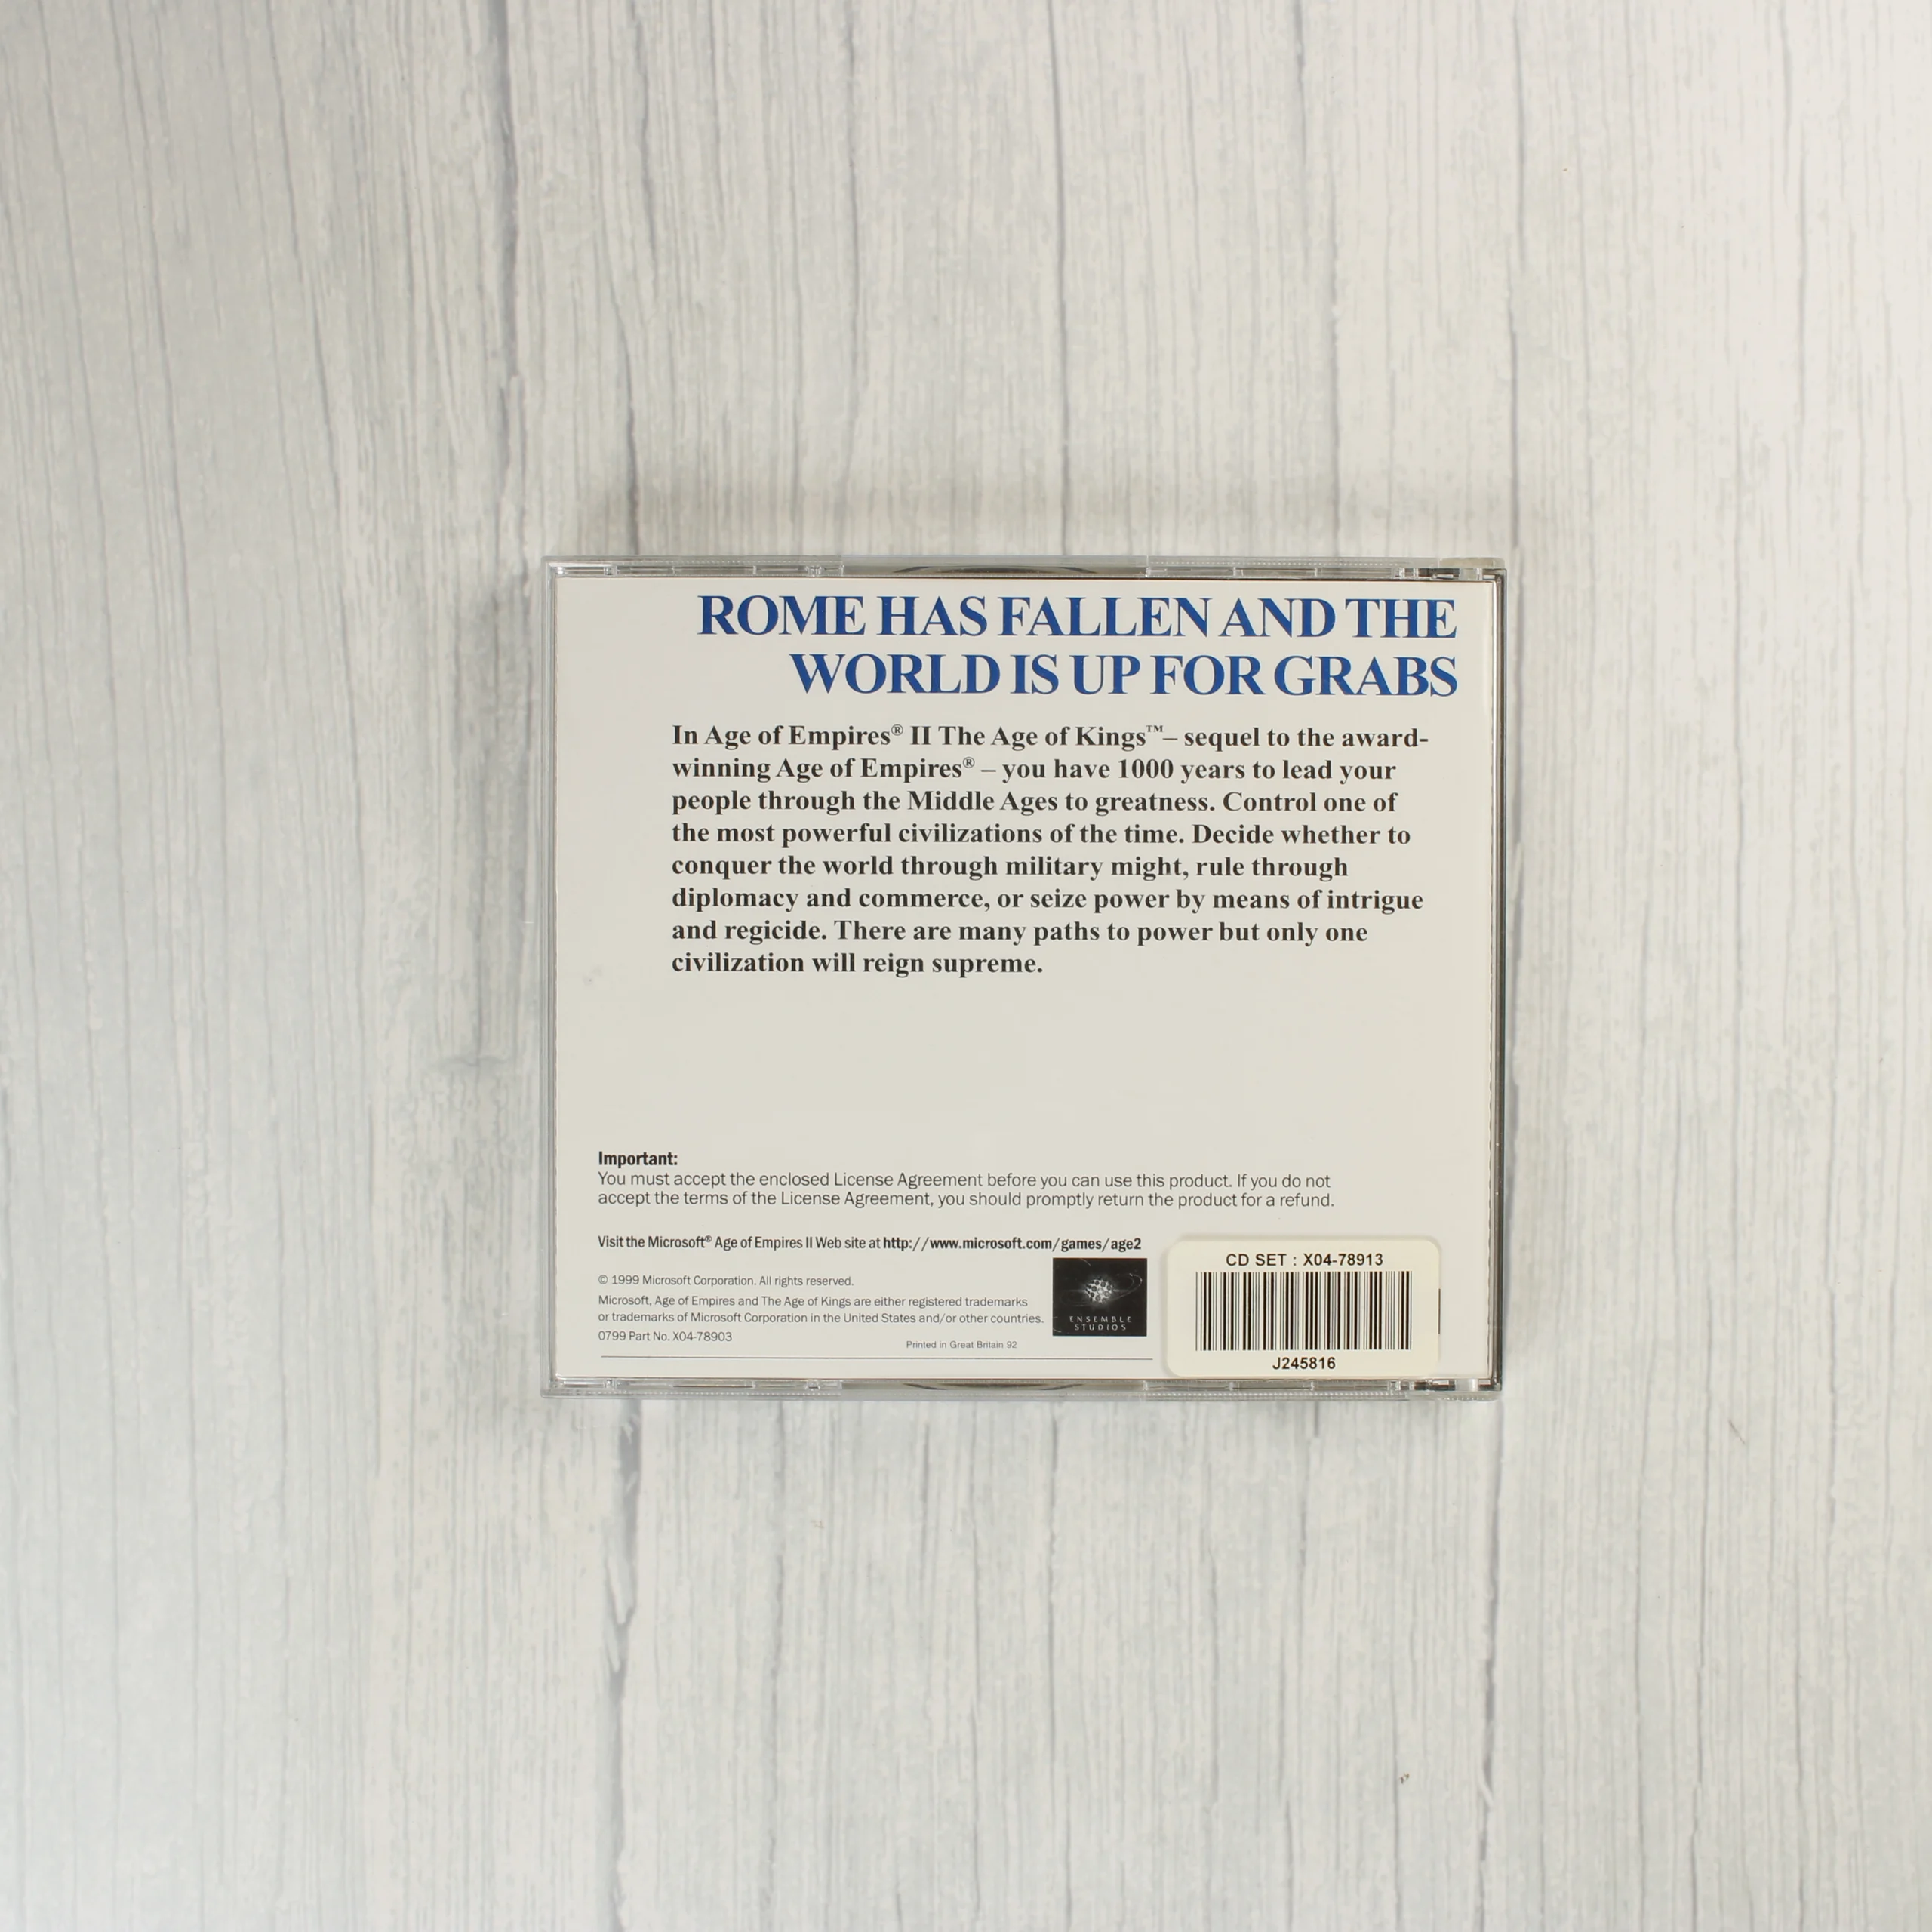 ROME HAS FALLEN AND THE
WORLD IS UP FOR GRABS
In Age of Empires® II The Age of Kings™– sequel to the award-
winning Age of Empires® – you have 1000 years to lead your
people through the Middle Ages to greatness. Control one of
the most powerful civilizations of the time. Decide whether to
conquer the world through military might, rule through
diplomacy and commerce, or seize power by means of intrigue
and regicide. There are many paths to power but only one
civilization will reign supreme.
Important:
You must accept the enclosed License Agreement before you can use this product. If you do not
accept the terms of the License Agreement, you should promptly return the product for a refund.
Visit the Microsoft® Age of Empires II Web site at http://www.microsoft.com/games/age2
© 1999 Microsoft Corporation. All rights reserved.
Microsoft, Age of Empires and The Age of Kings are either registered trademarks
or trademarks of Microsoft Corporation in the United States and/or other countries.
0799 Part No. X04-78903
Printed in Great Britain 92
ENSEMBLE
STUDIOS
CD SET : X04-78913
J245816